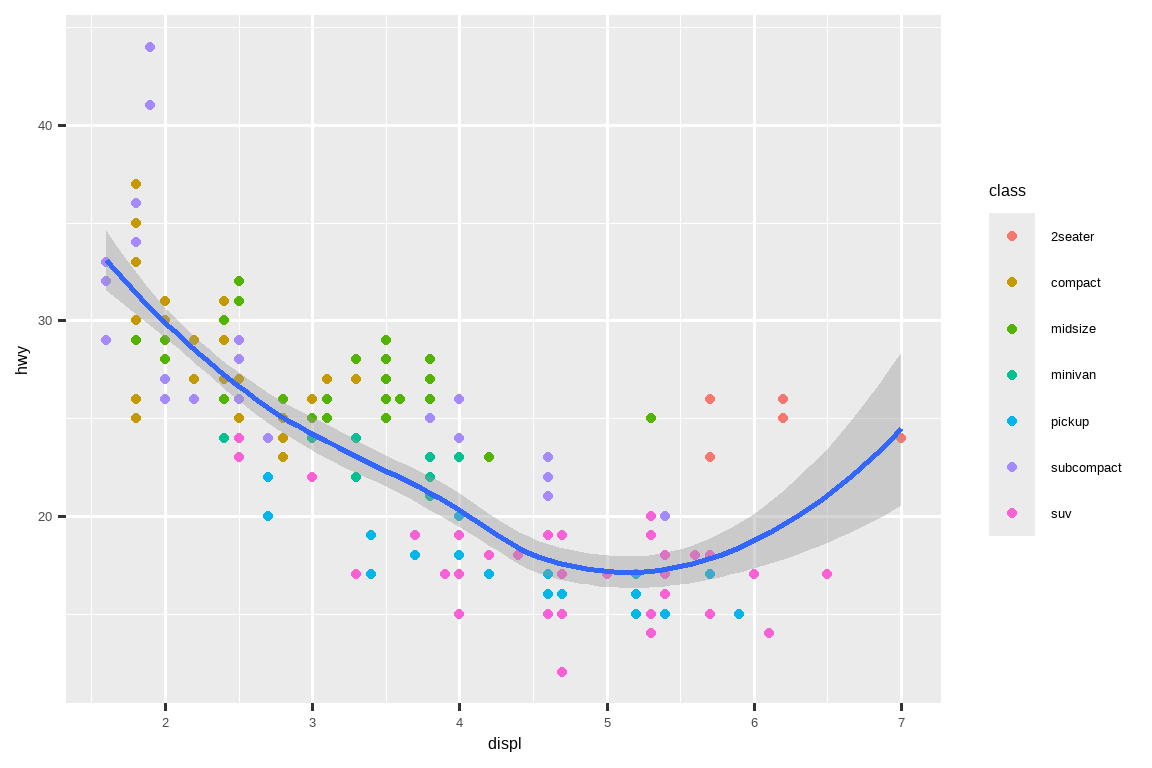 40
30
20
hwy
2 3 4 5 6 7
displ
class
2seater
compact
midsize
minivan
pickup
subcompact
suv